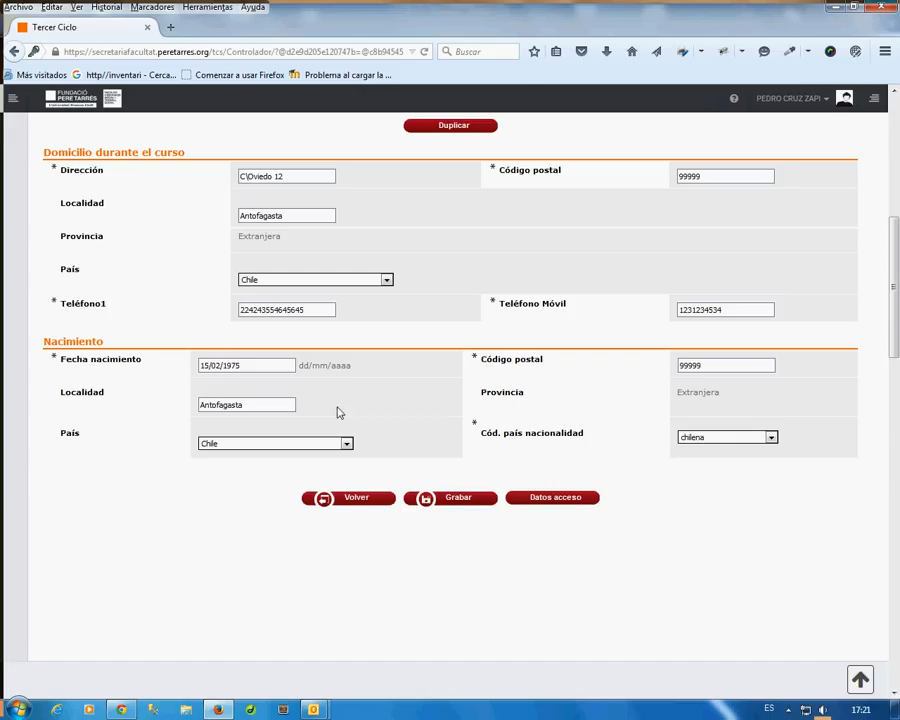 Archivo Editar Ver Historial Marcadores Herramientas Ayuda
Tercer Ciclo
https://secretariafacultat.peretarres.org/tcs/Controlador/?@d2e9d205e120747b=@c8b94545
Buscar
Más visitados http//inventari - Cerca... Comenzar a usar Firefox Problema al cargar la ...
FUNDACIÓ
PERETARRÉS
PEDRO CRUZ ZAPI
Duplicar
Domicilio durante el curso
* Dirección C\Oviedo 12 * Código postal 99999
Localidad
Antofagasta
Provincia Extranjera
País
Chile
* Teléfono1 224243554645645 * Teléfono Móvil 1231234534
Nacimiento
* Fecha nacimiento 15/02/1975 dd/mm/aaaa * Código postal 99999
Localidad Provincia Extranjera
Antofagasta
País Chile * Cód. país nacionalidad chilena
Volver Grabar Datos acceso
ES 17:21